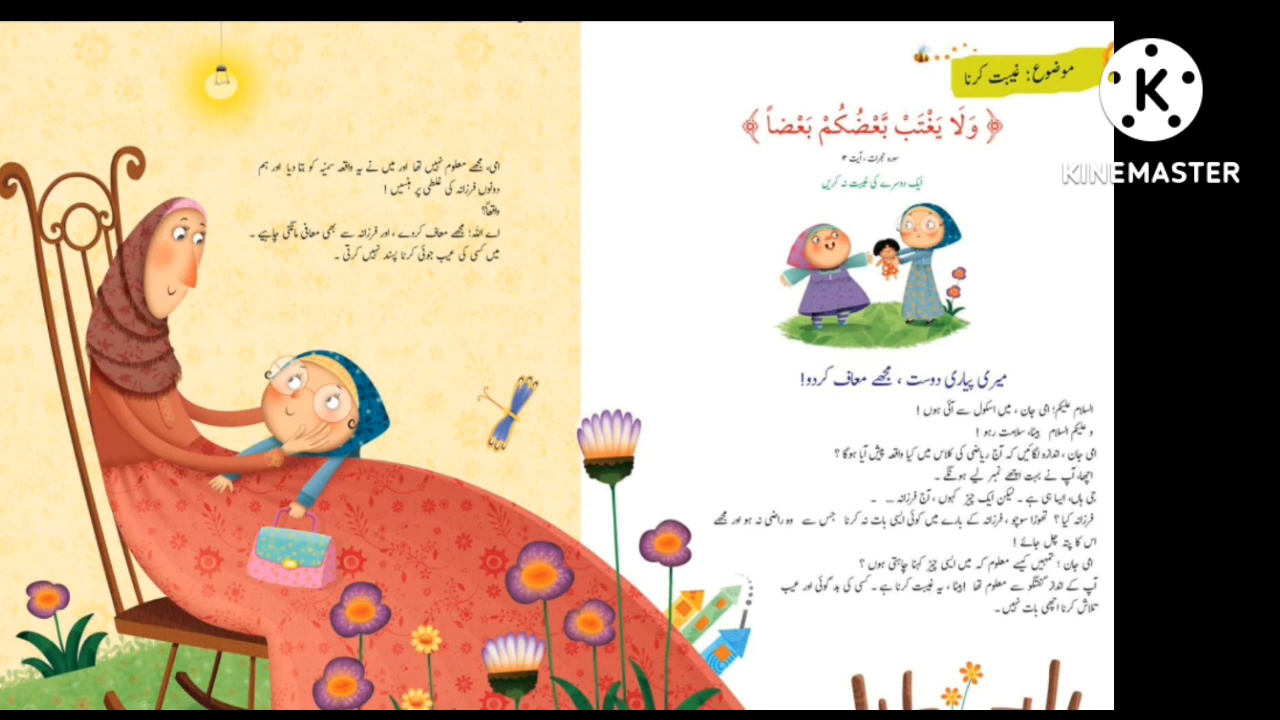 موضوع: غیبت کرنا
﴿ وَلَا يَغْتَبْ بَّعْضُكُمْ بَعْضاً ﴾
سورہ حجرات ، آیت ۳
ایک دوسرے کی غیبت نہ کریں
میری پیاری دوست ، مجھے معاف کردو!
السلام علیکم؛ امی جان ، میں اسکول سے آئی ہوں !
و علیکم السلام بیٹا، سلامت رہو !
امی جان ، اندازہ لگائیں کہ آج ریاضی کی کلاس میں کیا واقعہ پیش آیا ہوگا ؟
اچھا، آپ نے بہت اچھے نمبر لیے ہونگے ۔
جی ہاں، ایسا ہی ہے ۔ لیکن ایک چیز کہوں ، آج فرزانہ ... ۔
فرزانہ کیا ؟ تھوڑا سوچو ، فرزانہ کے بارے میں کوئی ایسی بات نہ کرنا جس سے وہ راضی نہ ہو اور مجھے
اس کا پتہ چل جائے !
امی جان ؛ تمہیں کیسے معلوم کہ میں ایسی چیز کہنا چاہتی ہوں ؟
آپ کے انداز گفتگو سے معلوم تھا !بیٹا ، یہ غیبت کرنا ہے ۔ کسی کی بد گوئی اور عیب
تلاش کرنا اچھی بات نہیں ۔
امی، مجھے معلوم نہیں تھا اور میں نے یہ واقعہ سمیّہ کو بتا دیا اور ہم
دونوں فرزانہ کی غلطی پر ہنسیں !
واقعاً؟
اے اللہ؛ مجھے معاف کردے ، اور فرزانہ سے بھی معافی مانگنی چاہیے ۔
میں کسی کی عیب جوئی کرنا پسند نہیں کرتی ۔
K
KINEMASTER